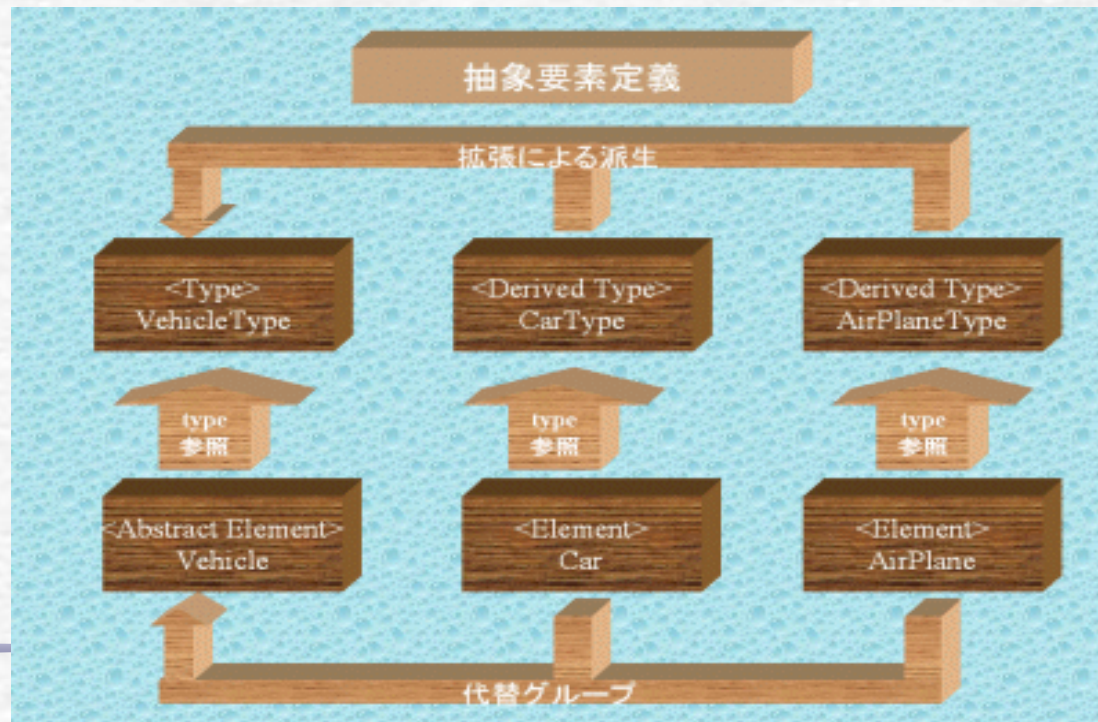 抽象要素定義
拡張による派生
<Type>
VehicleType
<Derived Type>
CarType
<Derived Type>
AirPlaneType
type
参照
type
参照
type
参照
<Abstract Element>
Vehicle
<Element>
Car
<Element>
AirPlane
代替グループ